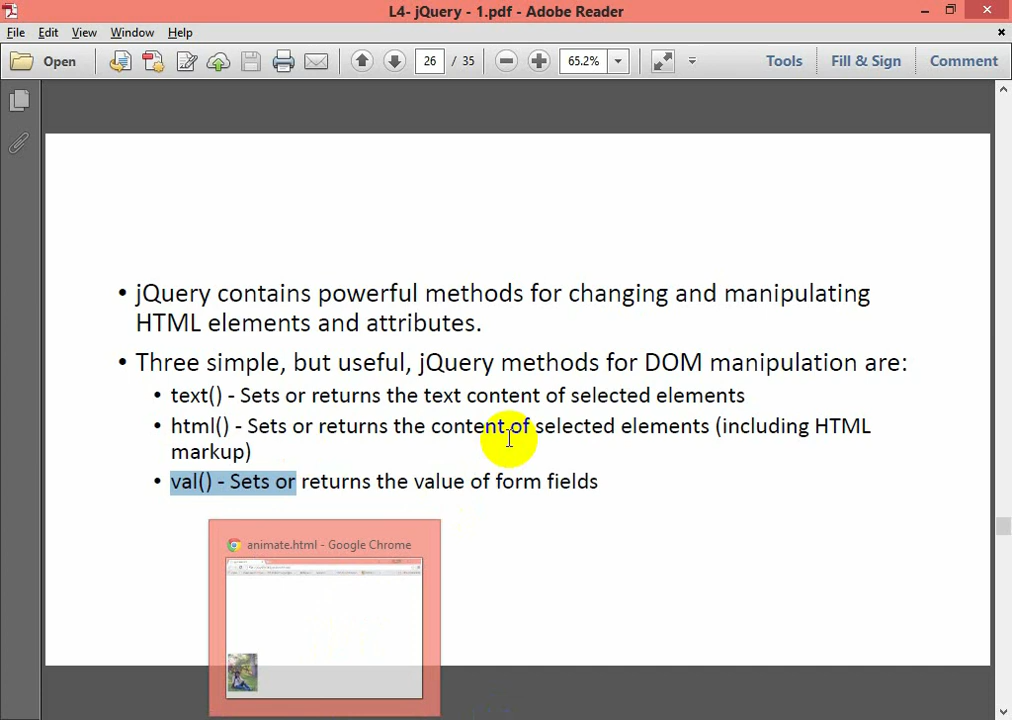 L4- jQuery - 1.pdf - Adobe Reader
File Edit View Window Help
Open 26 / 35 65.2% Tools Fill & Sign Comment
• jQuery contains powerful methods for changing and manipulating
HTML elements and attributes.
• Three simple, but useful, jQuery methods for DOM manipulation are:
• text() - Sets or returns the text content of selected elements
• html() - Sets or returns the content of selected elements (including HTML
markup)
• val() - Sets or returns the value of form fields
animate.html - Google Chrome